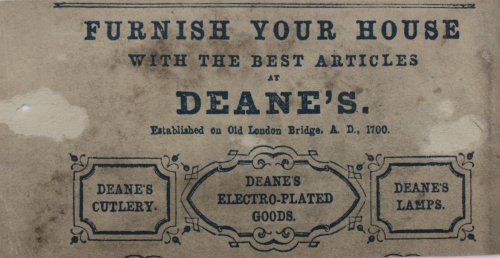 FURNISH YOUR HOUSE
WITH THE BEST ARTICLES
AT
DEANE'S.
Established on Old London Bridge, A. D., 1700.
DEANE'S
CUTLERY.
DEANE'S
ELECTRO-PLATED
GOODS.
DEANE'S
LAMPS.